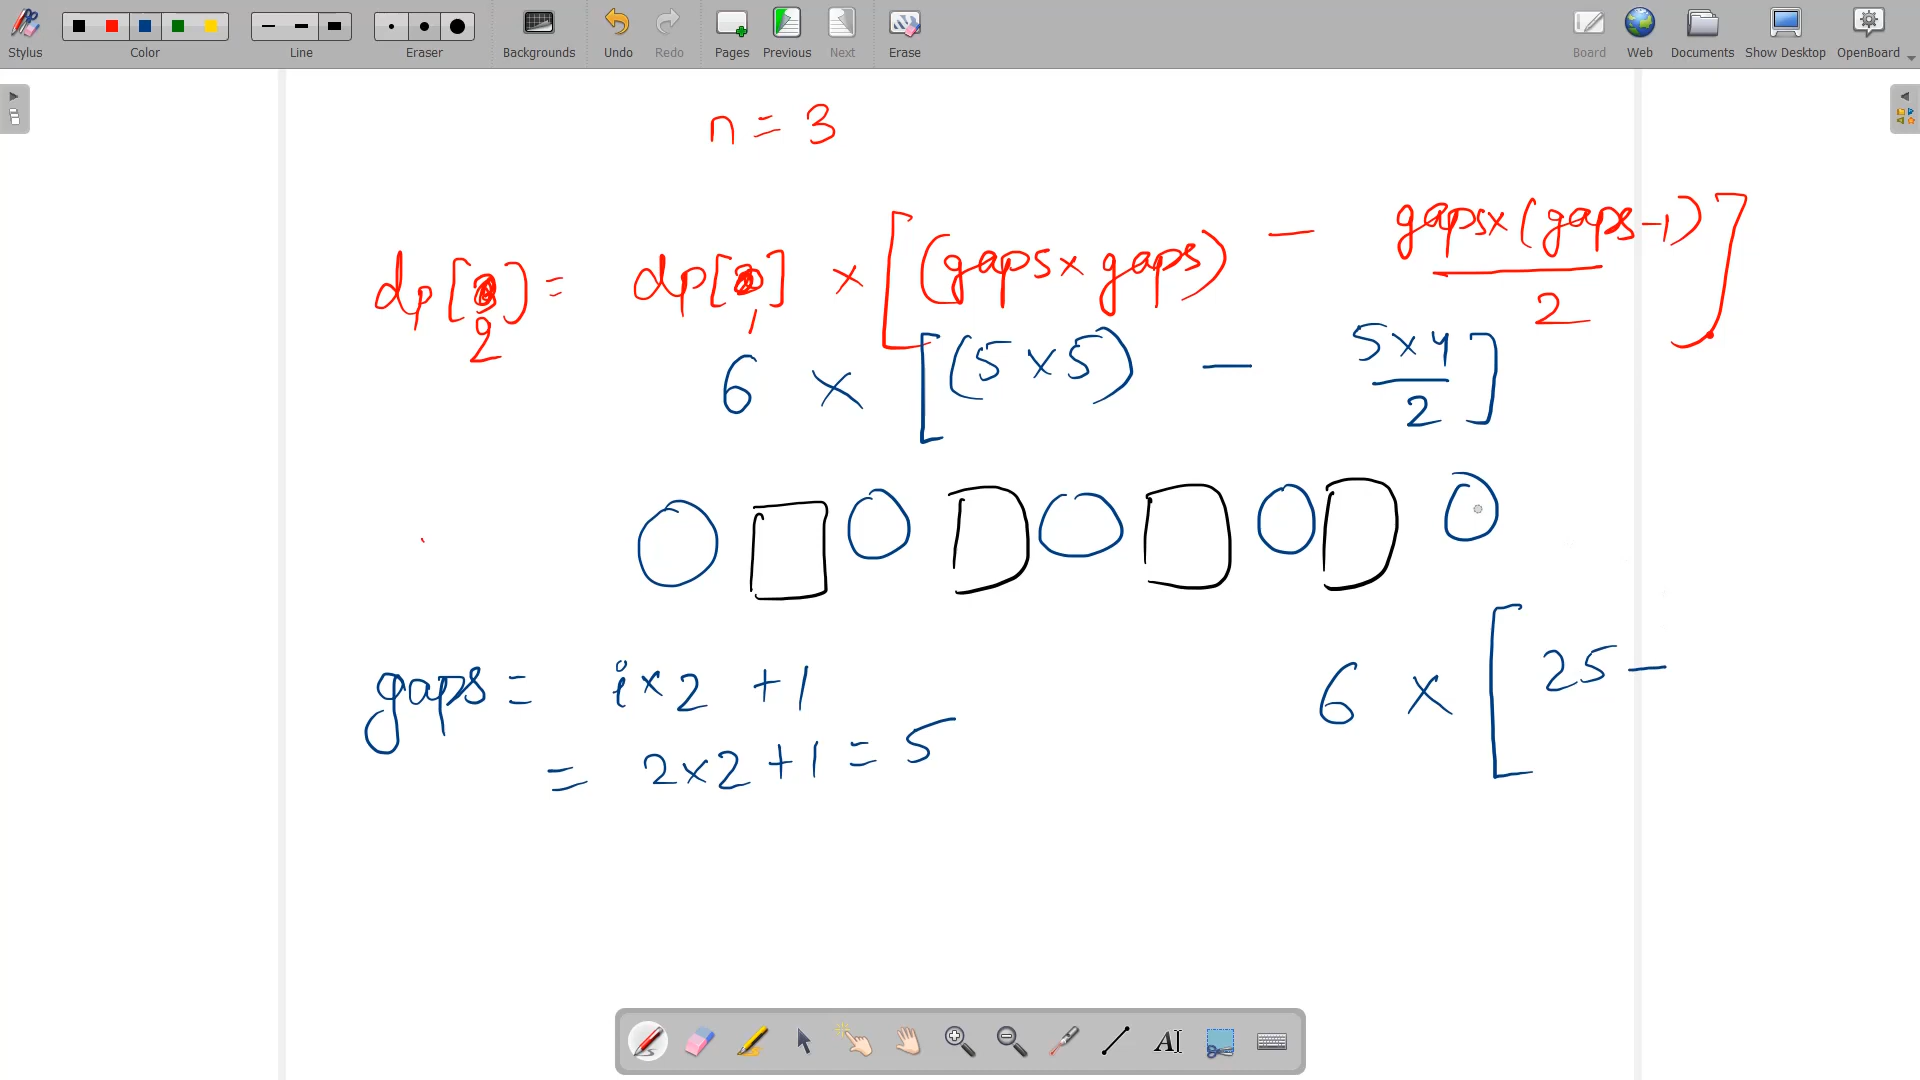 Stylus Color Line Eraser Backgrounds Undo Redo Pages Previous Next Erase Board Web Documents Show Desktop OpenBoard
n = 3
dp[2] = dp[1] × [(gaps × gaps) − gaps×(gaps−1)/2]
6 × [(5×5) − 5×4/2]
gaps = i×2 +1
= 2×2+1 = 5
6 × [25 −